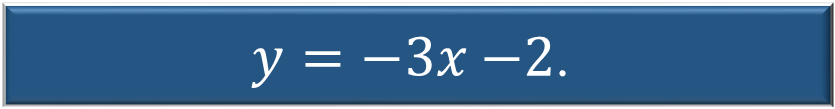 y = −3x −2.